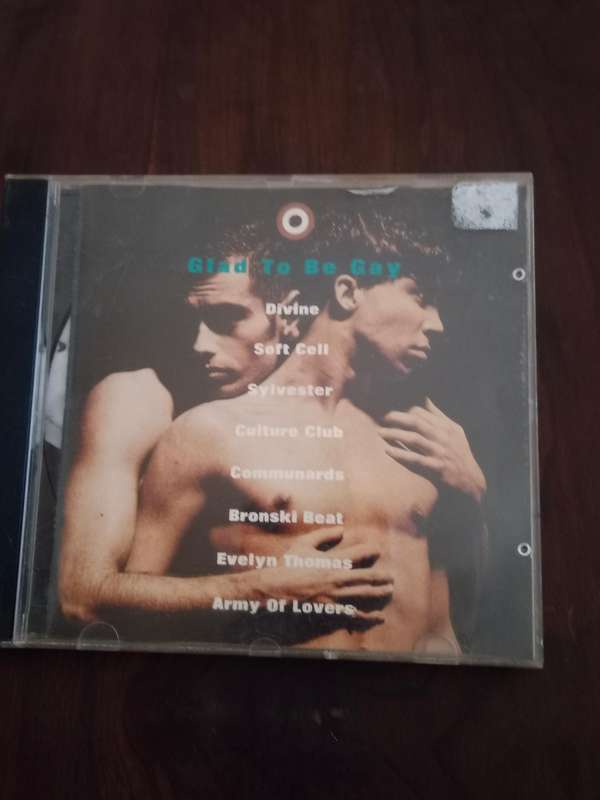 Glad To Be Gay
Divine
Soft Cell
Sylvester
Culture Club
Communards
Bronski Beat
Evelyn Thomas
Army Of Lovers